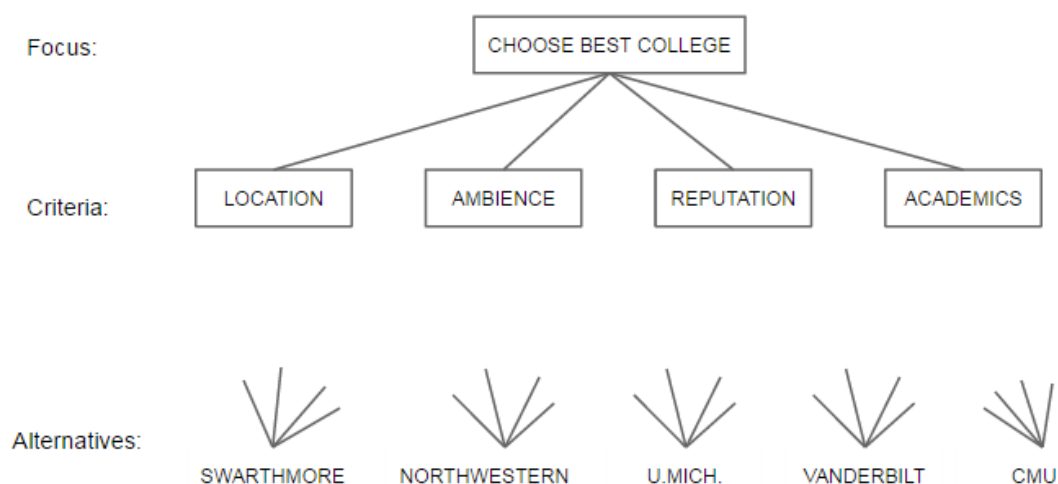 Focus:
CHOOSE BEST COLLEGE
Criteria:
LOCATION
AMBIENCE
REPUTATION
ACADEMICS
Alternatives:
SWARTHMORE
NORTHWESTERN
U.MICH.
VANDERBILT
CMU